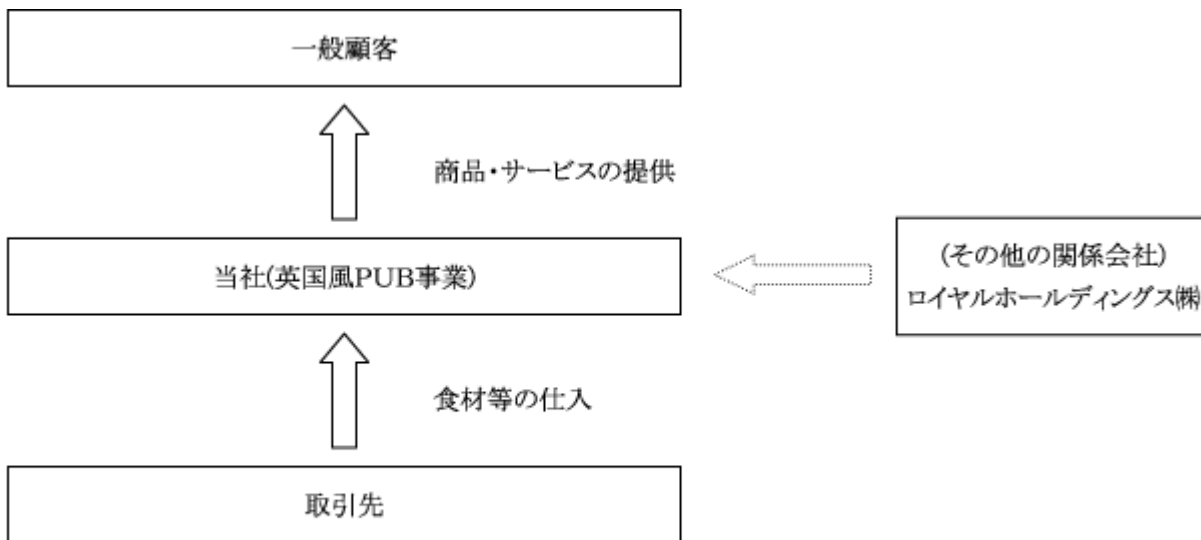 一般顧客
商品・サービスの提供
当社(英国風PUB事業)
(その他の関係会社)
ロイヤルホールディングス㈱
食材等の仕入
取引先